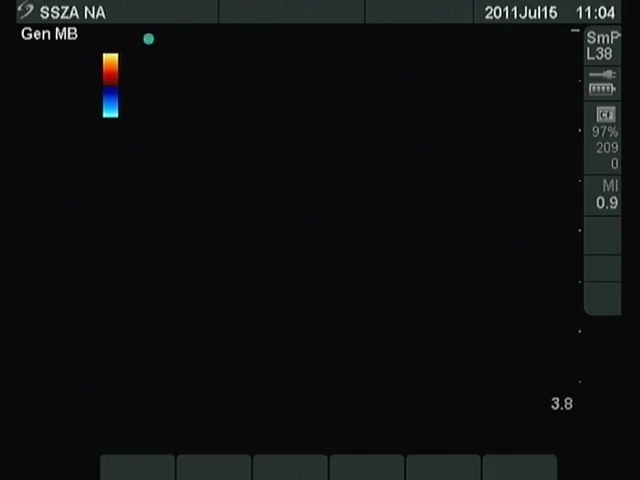 SSZA NA 2011Jul15 11:04
Gen MB
SmP
L38
CF
97%
209
0
MI
0.9
3.8